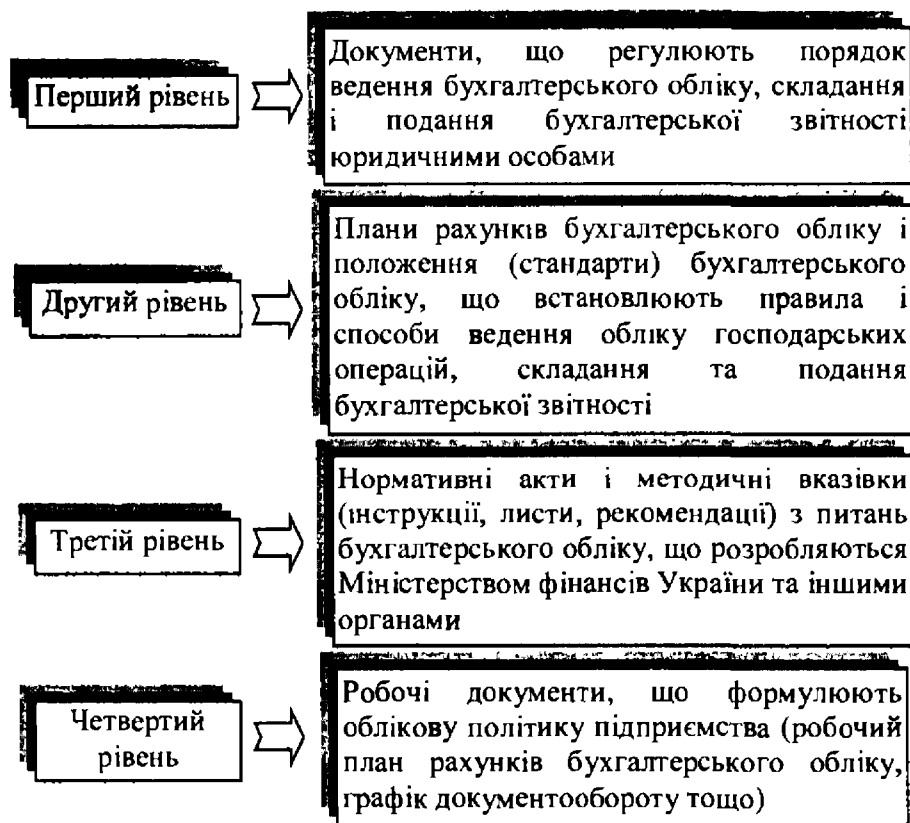 Перший рівень
Документи, що регулюють порядок
ведення бухгалтерського обліку, складання
і подання бухгалтерської звітності
юридичними особами
Другий рівень
Плани рахунків бухгалтерського обліку і
положення (стандарти) бухгалтерського
обліку, що встановлюють правила і
способи ведення обліку господарських
операцій, складання та подання
бухгалтерської звітності
Третій рівень
Нормативні акти і методичні вказівки
(інструкції, листи, рекомендації) з питань
бухгалтерського обліку, що розробляються
Міністерством фінансів України та іншими
органами
Четвертий
рівень
Робочі документи, що формулюють
облікову політику підприємства (робочий
план рахунків бухгалтерського обліку,
графік документообороту тощо)